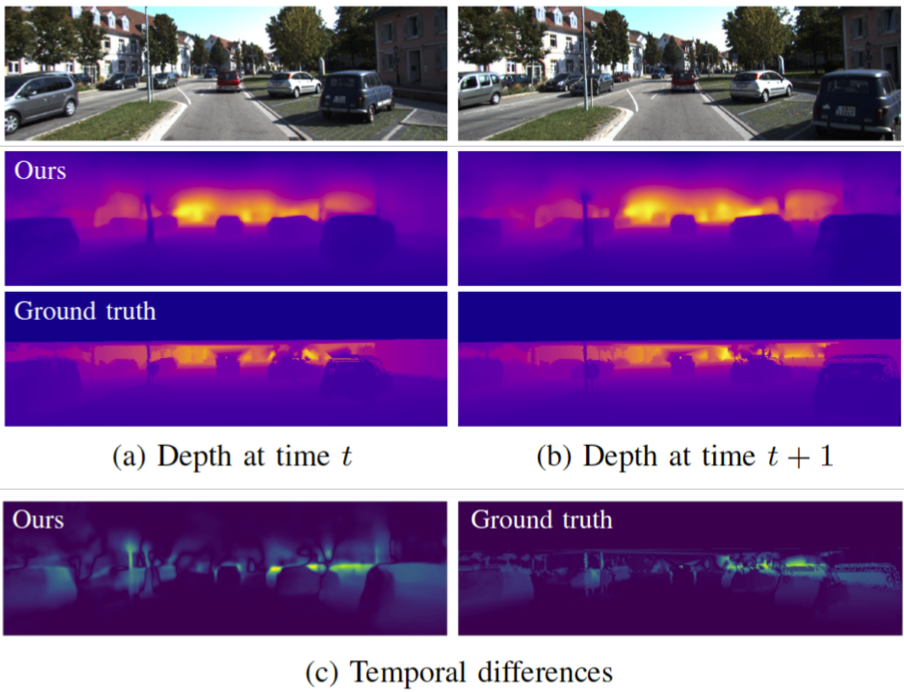 Ours
Ground truth
(a) Depth at time t
(b) Depth at time t + 1
Ours
Ground truth
(c) Temporal differences